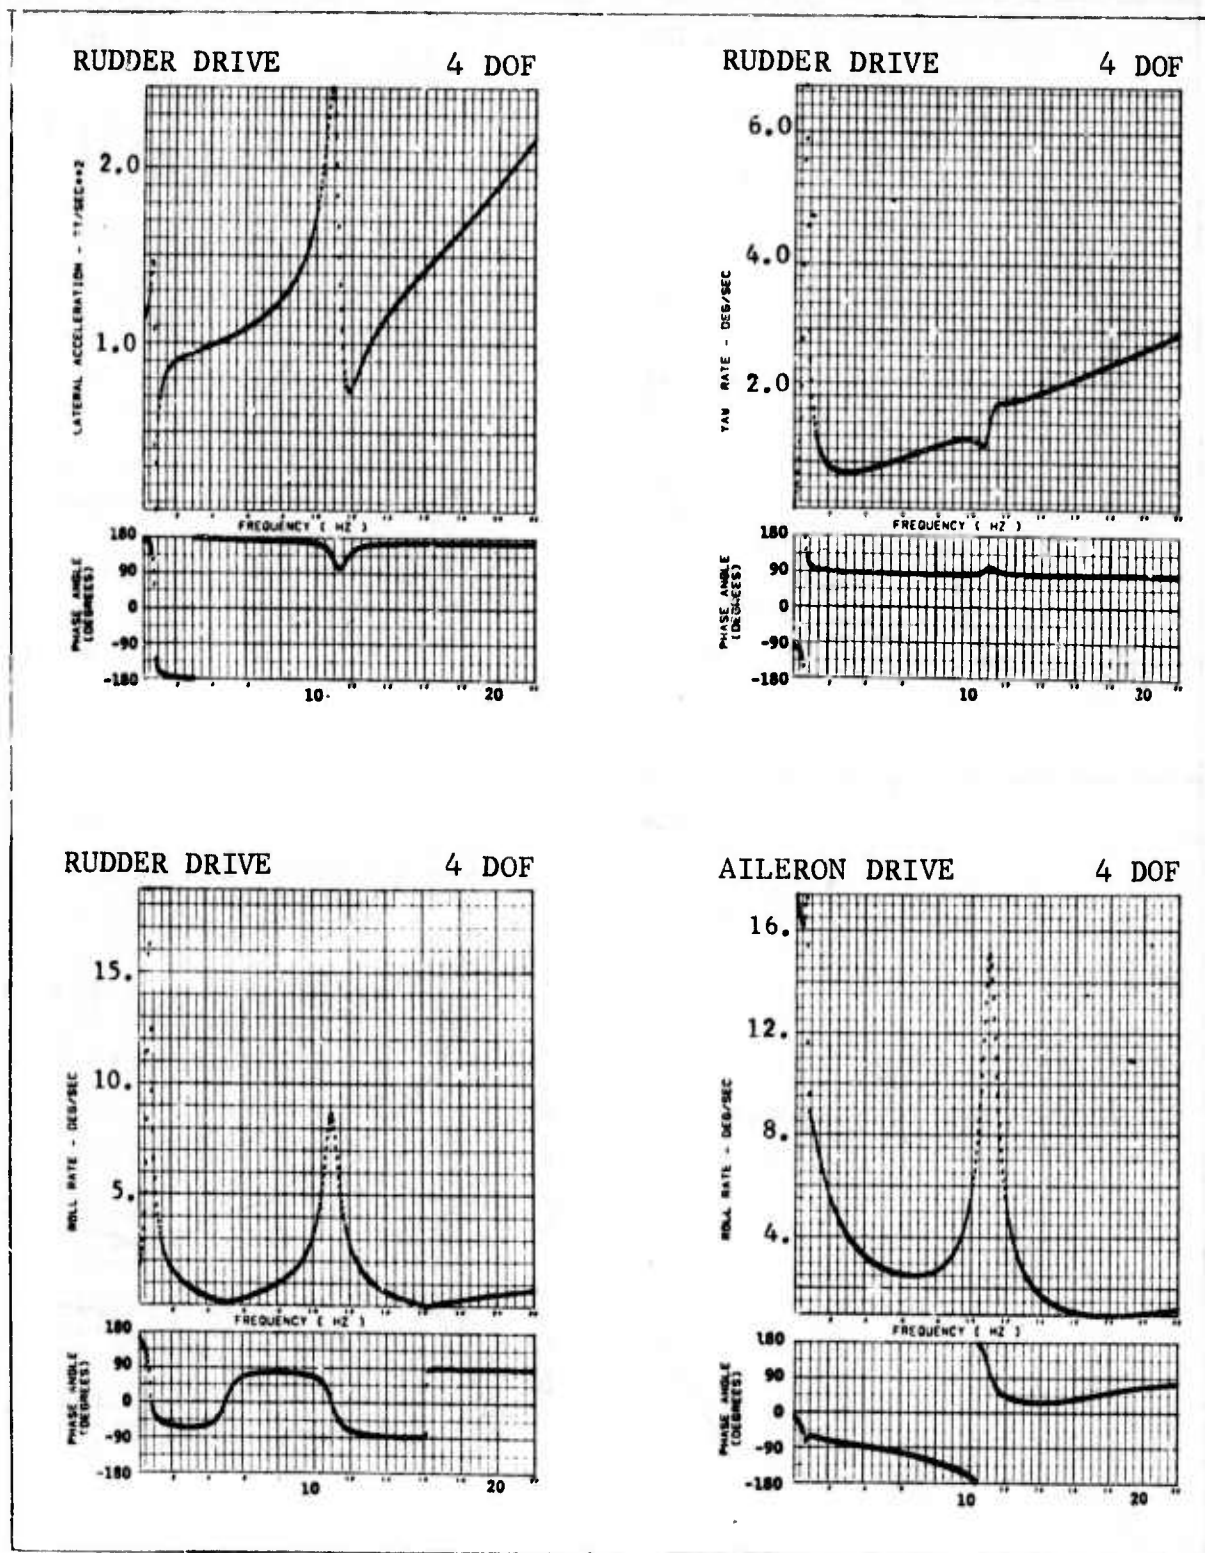 RUDDER DRIVE 4 DOF
2.0
1.0
LATERAL ACCELERATION - FT/SEC**2
FREQUENCY ( HZ )
180
90
0
-90
-180
PHASE ANGLE
(DEGREES)
10 20
RUDDER DRIVE 4 DOF
6.0
4.0
2.0
YAW RATE - DEG/SEC
FREQUENCY ( HZ )
180
90
0
-90
-180
PHASE ANGLE
(DEGREES)
10 20
RUDDER DRIVE 4 DOF
15.
10.
5.
ROLL RATE - DEG/SEC
FREQUENCY ( HZ )
180
90
0
-90
-180
PHASE ANGLE
(DEGREES)
10 20
AILERON DRIVE 4 DOF
16.
12.
8.
4.
ROLL RATE - DEG/SEC
FREQUENCY ( HZ )
180
90
0
-90
-180
PHASE ANGLE
(DEGREES)
10 20